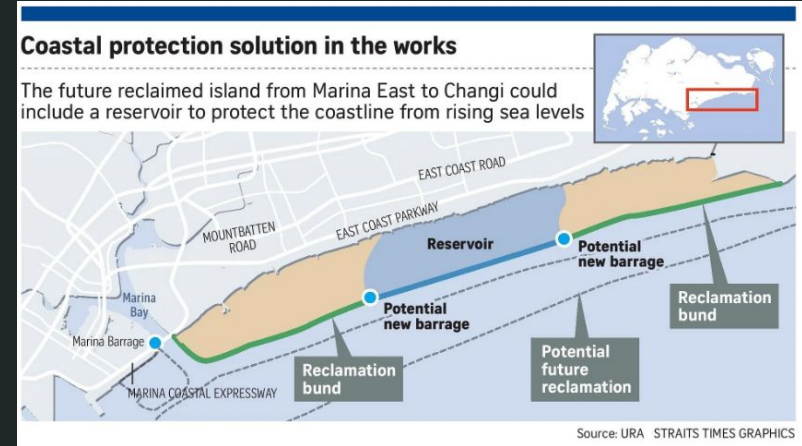 Coastal protection solution in the works
The future reclaimed island from Marina East to Changi could
include a reservoir to protect the coastline from rising sea levels
EAST COAST ROAD
MOUNTBATTEN
ROAD
EAST COAST PARKWAY
Reservoir
Potential
new barrage
Potential
new barrage
Reclamation
bund
Marina
Bay
Marina Barrage
Reclamation
bund
Potential
future
reclamation
MARINA COASTAL EXPRESSWAY
Source: URA STRAITS TIMES GRAPHICS